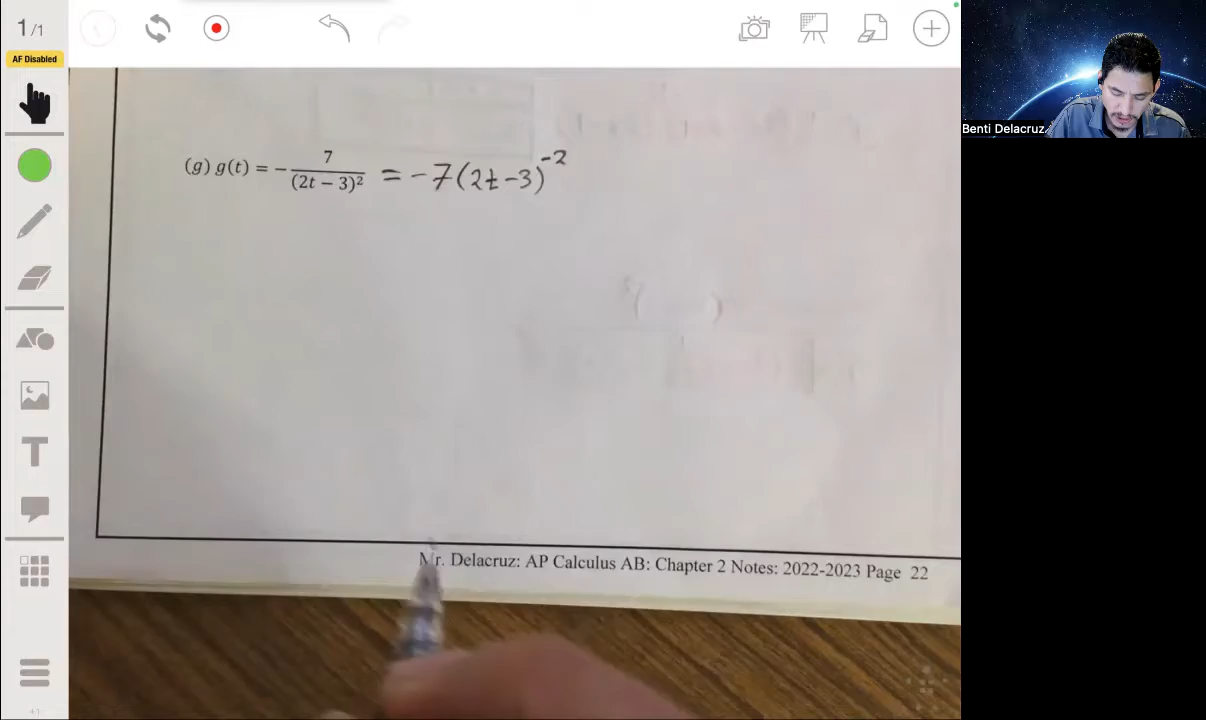 1/1
AF Disabled
Benti Delacruz
(g) g(t) = − 7/(2t − 3)² = −7(2t−3)⁻²
T
Mr. Delacruz: AP Calculus AB: Chapter 2 Notes: 2022-2023 Page 22